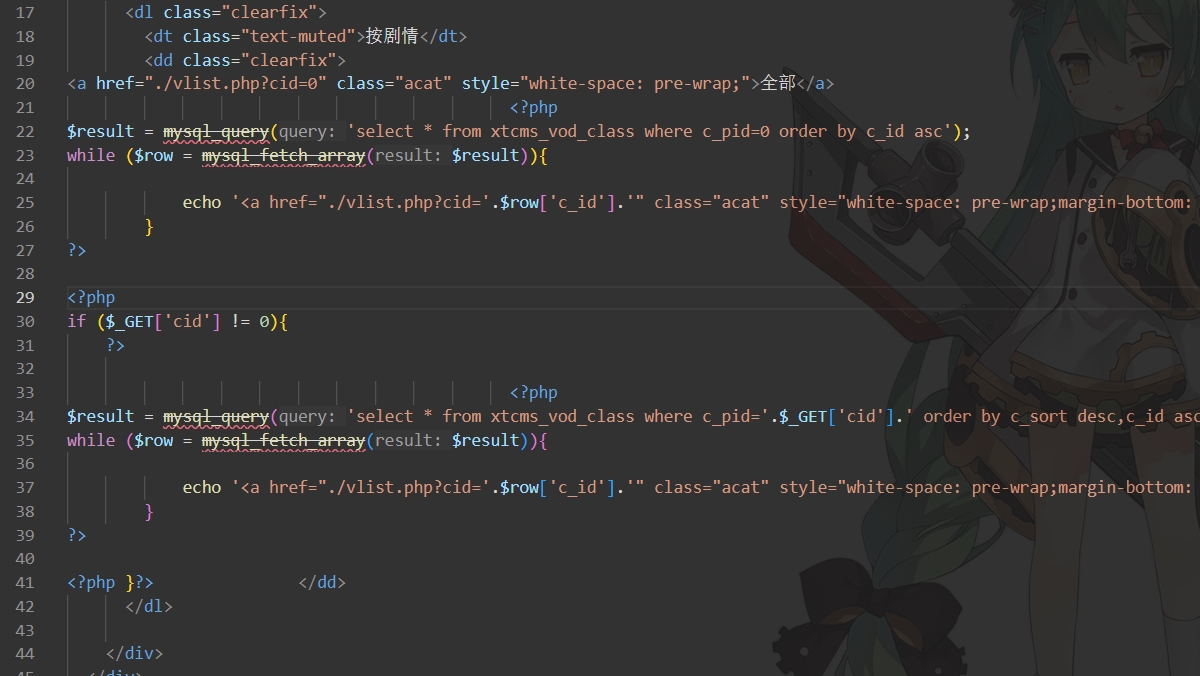 17 <dl class="clearfix">
18 <dt class="text-muted">按剧情</dt>
19 <dd class="clearfix">
20 <a href="./vlist.php?cid=0" class="acat" style="white-space: pre-wrap;">全部</a>
21 <?php
22 $result = mysql_query(query: 'select * from xtcms_vod_class where c_pid=0 order by c_id asc');
23 while ($row = mysql_fetch_array(result: $result)){
24
25 echo '<a href="./vlist.php?cid='.$row['c_id'].'" class="acat" style="white-space: pre-wrap;margin-bottom:
26 }
27 ?>
28
29 <?php
30 if ($_GET['cid'] != 0){
31 ?>
32
33 <?php
34 $result = mysql_query(query: 'select * from xtcms_vod_class where c_pid='.$_GET['cid'].' order by c_sort desc,c_id asc
35 while ($row = mysql_fetch_array(result: $result)){
36
37 echo '<a href="./vlist.php?cid='.$row['c_id'].'" class="acat" style="white-space: pre-wrap;margin-bottom:
38 }
39 ?>
40
41 <?php }?> </dd>
42 </dl>
43
44 </div>
45 </div>